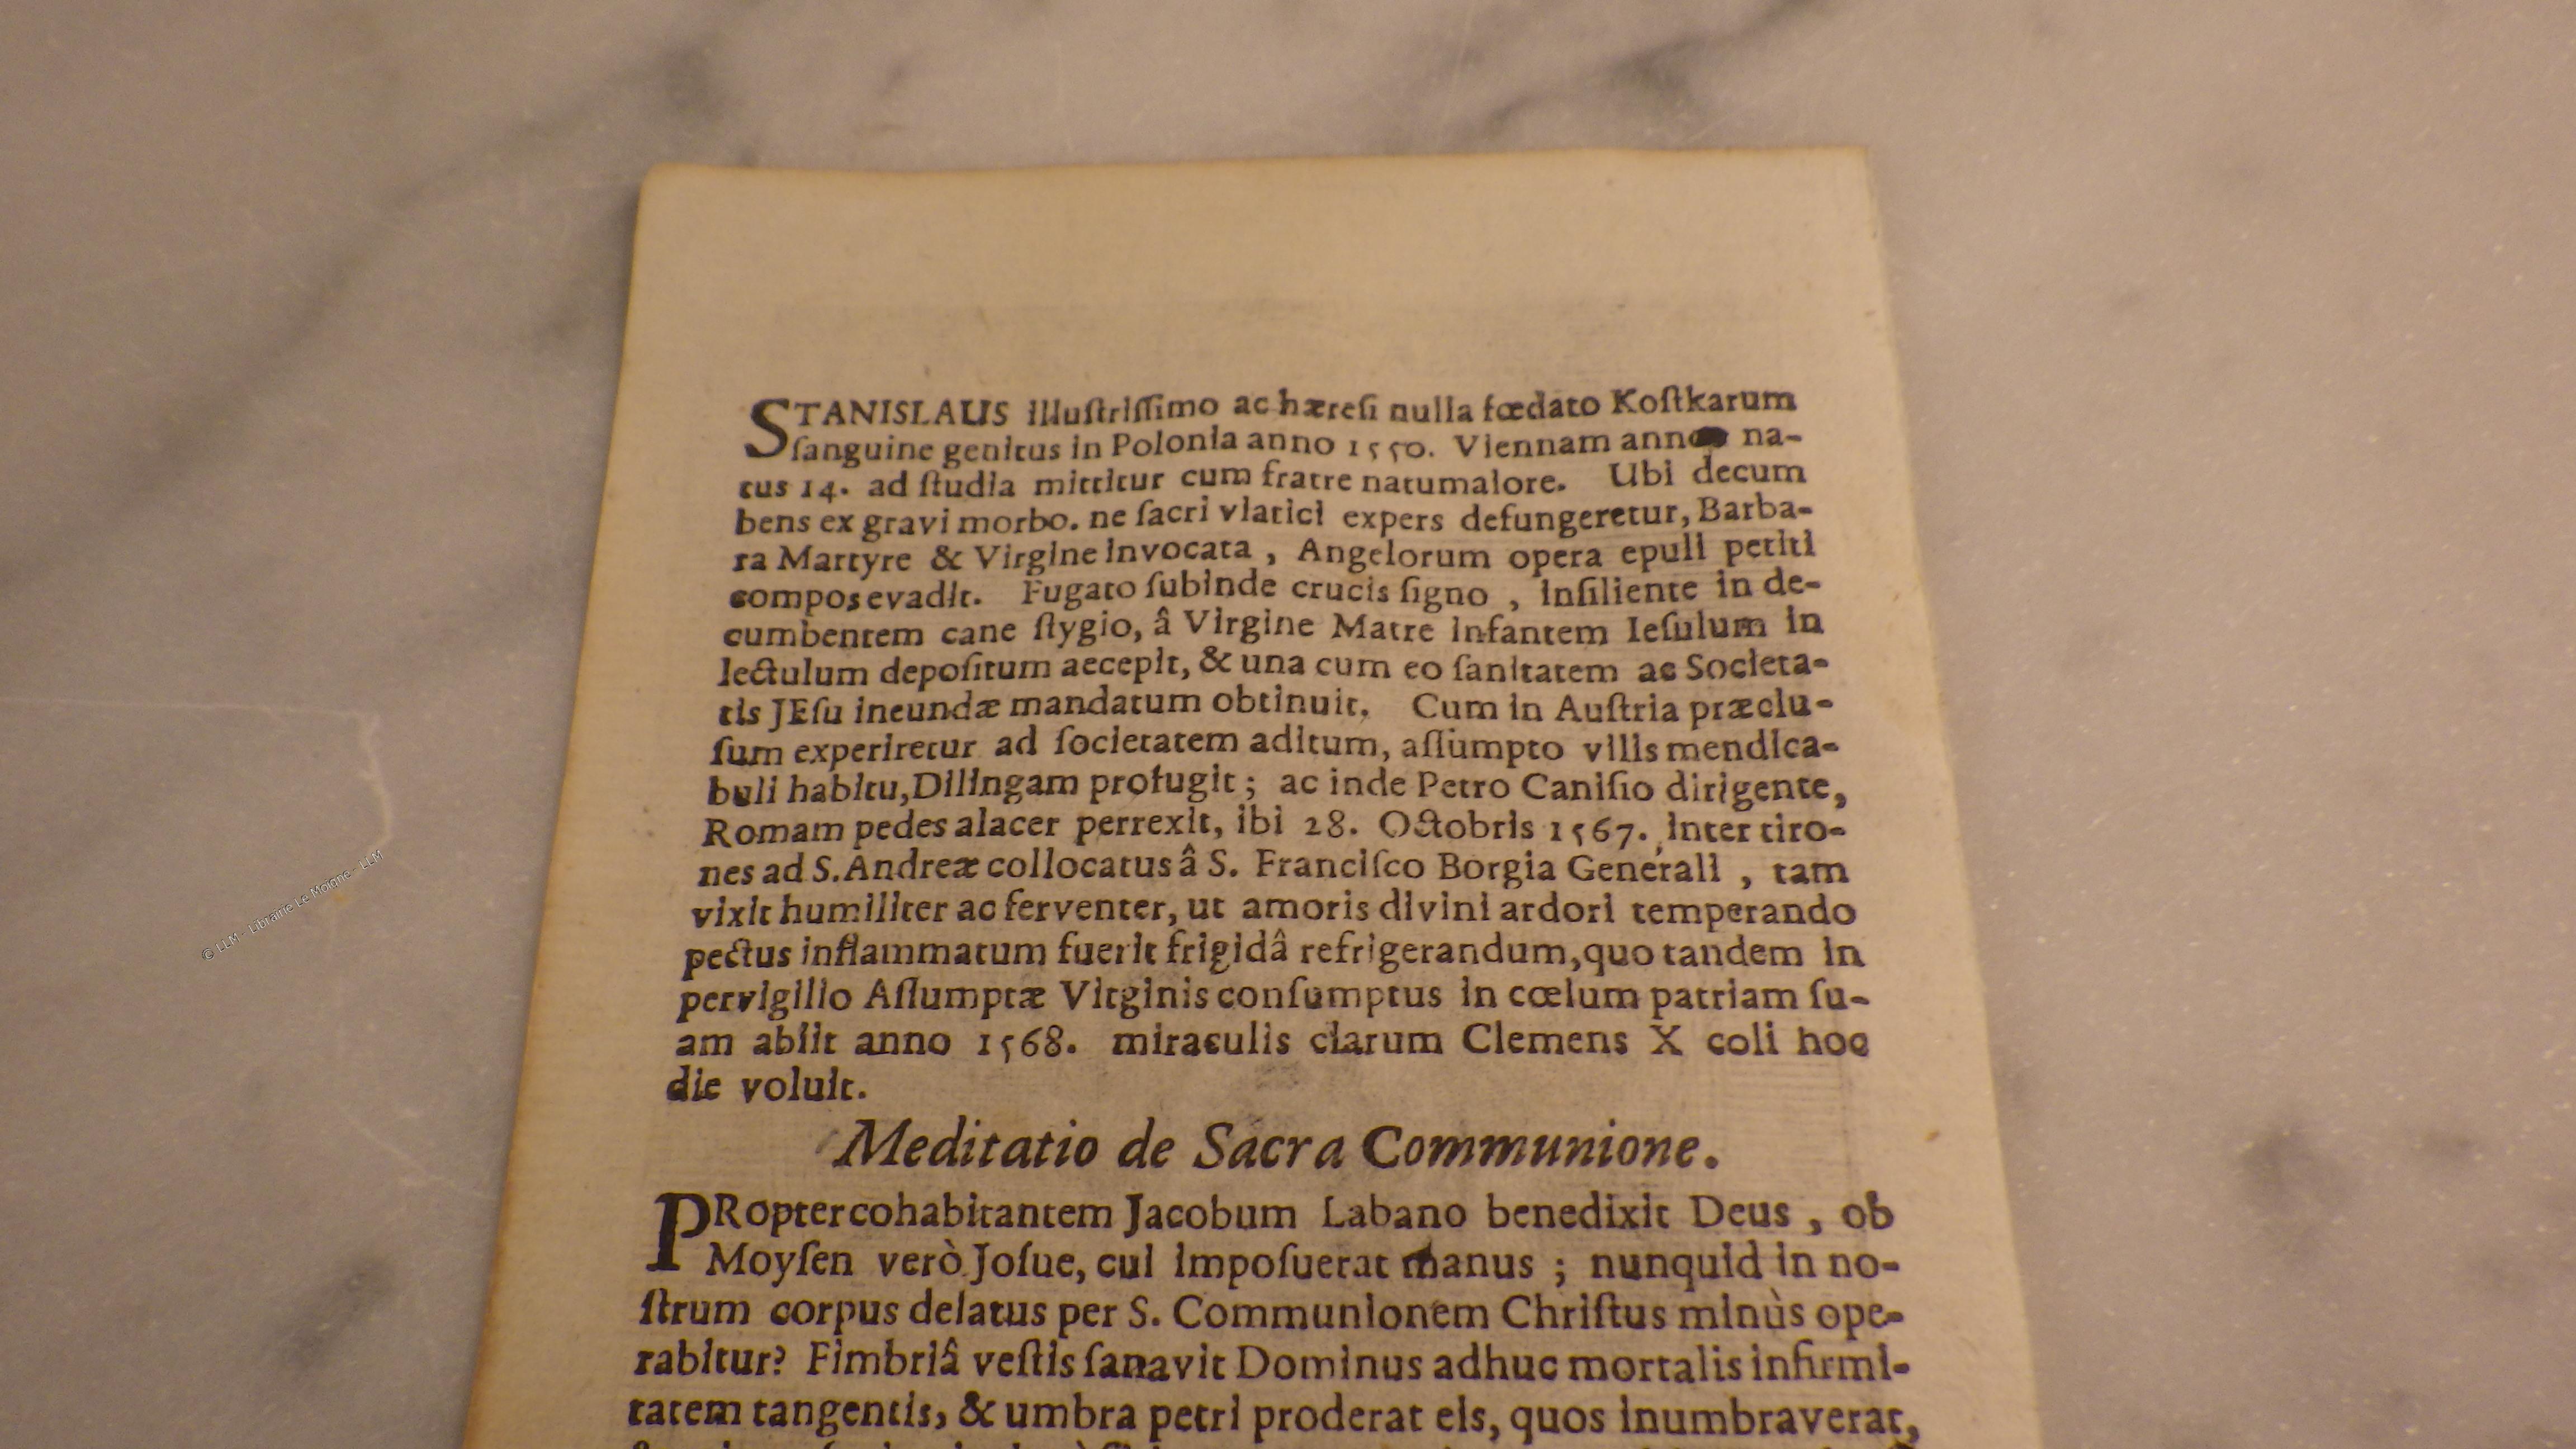 STANISLAUS illuſtriſſimo ac hæreſi nulla fœdato Koſtkarum
ſanguine genitus in Polonia anno 1550. Viennam anno na-
tus 14. ad ſtudia mittitur cum fratre natumaiore. Ubi decum
bens ex gravi morbo. ne ſacri viatici expers defungeretur, Barba-
ra Martyre & Virgine invocata , Angelorum opera epuli petiti
compos evadit. Fugato ſubinde crucis ſigno , inſiliente in de-
cumbentem cane ſtygio, â Virgine Matre infantem Ieſulum in
lectulum depoſitum aecepit, & una cum eo ſanitatem ac Societa-
tis JEſu ineundæ mandatum obtinuit. Cum in Auſtria præclu-
ſum experiretur ad ſocietatem aditum, aſſumpto vilis mendica-
buli habitu, Dilingam profugit ; ac inde Petro Caniſio dirigente,
Romam pedes alacer perrexit, ibi 28. Octobris 1567. inter tiro-
nes ad S. Andreæ collocatus â S. Franciſco Borgia Generali , tam
vixit humiliter ac ferventer, ut amoris divini ardori temperando
pectus inflammatum fuerit frigidâ refrigerandum, quo tandem in
pervigilio Aſſumptæ Virginis conſumptus in cœlum patriam ſu-
am abiit anno 1568. miraculis clarum Clemens X coli hoc
die voluit.
Meditatio de Sacra Communione.
PRopter cohabitantem Jacobum Labano benedixit Deus , ob
Moyſen verò Joſue, cui impoſuerat manus ; nunquid in no-
ſtrum corpus delatus per S. Communionem Chriſtus minùs ope-
rabitur? Fimbriâ veſtis ſanavit Dominus adhuc mortalis infirmi-
tatem tangentis, & umbra petri proderat eis, quos inumbraverat,
© LLM - Librairie Le Moigne - LLM